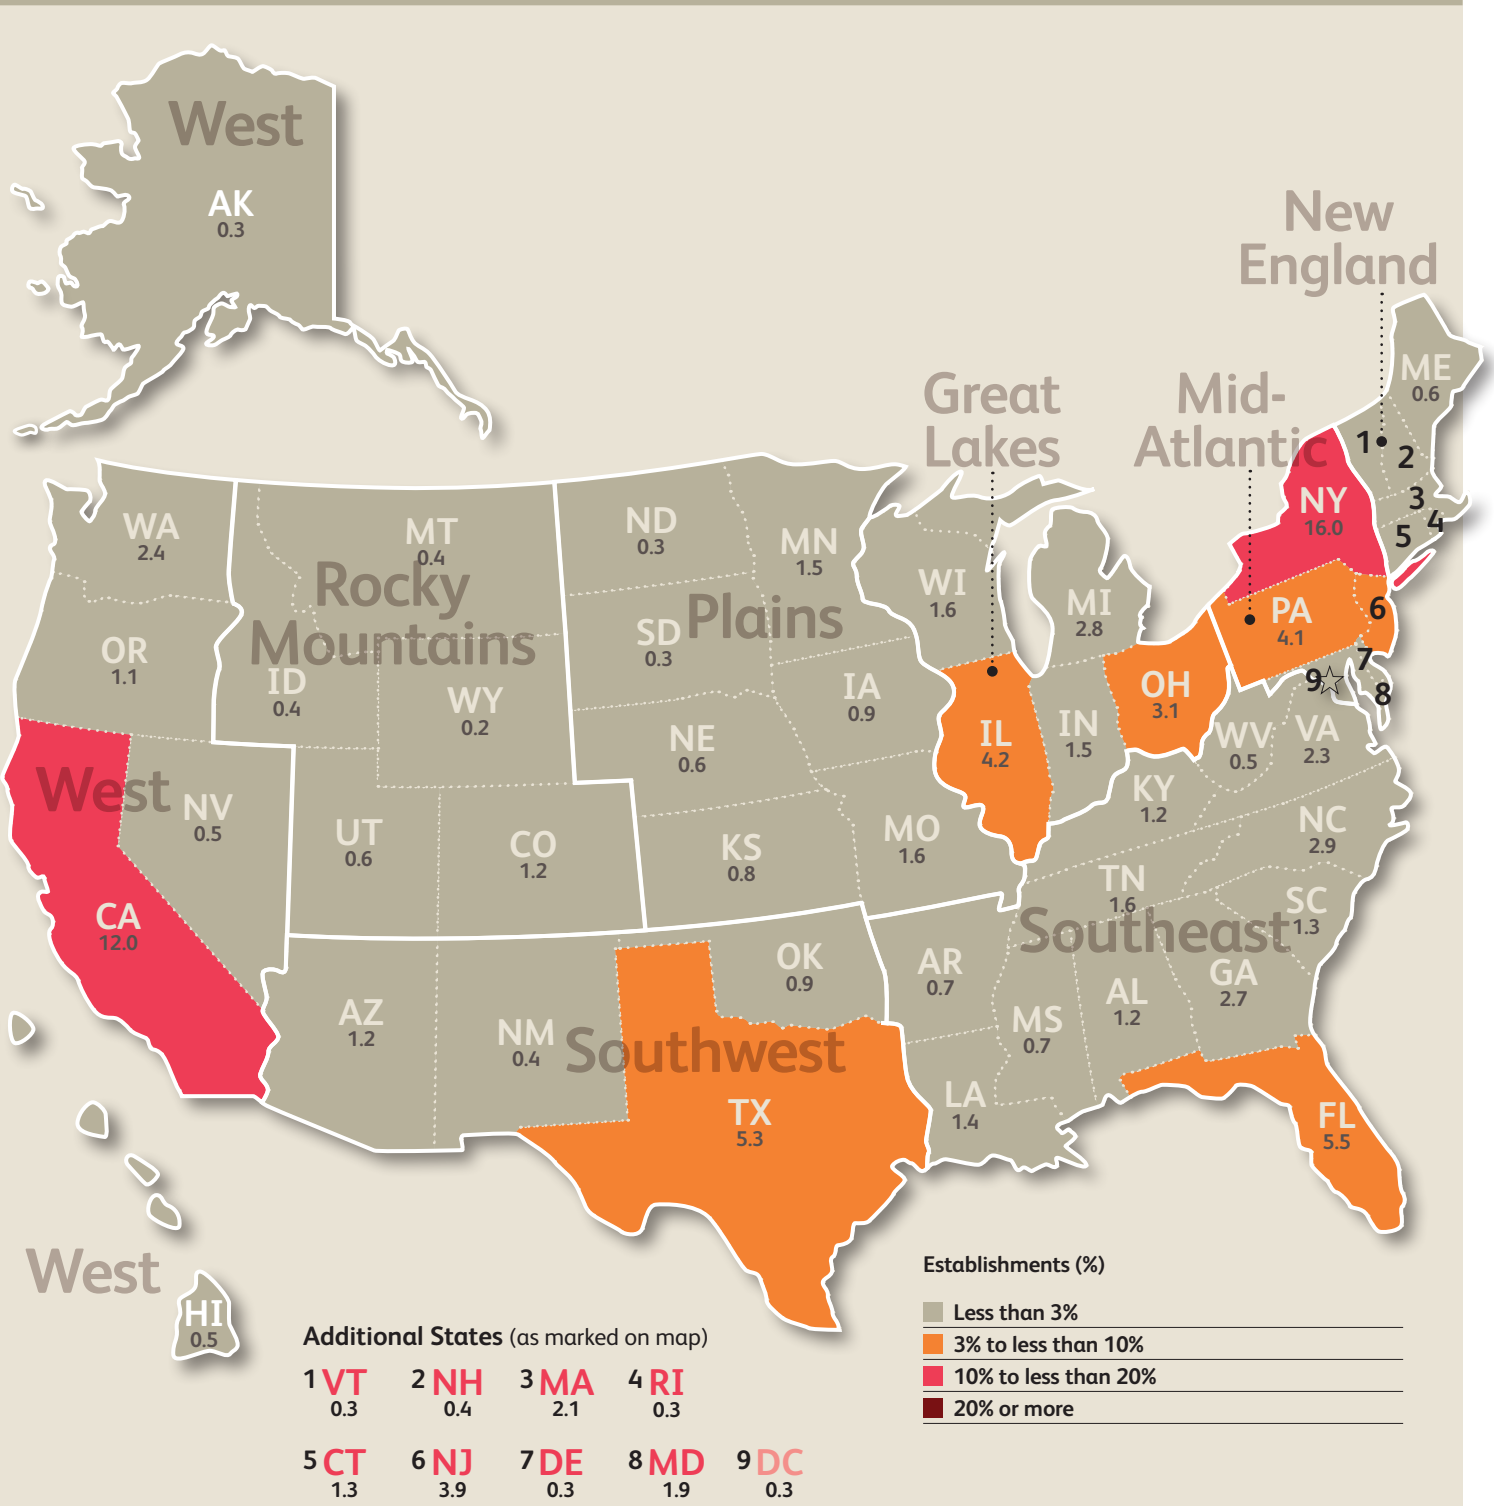 West
AK
0.3
New
England
ME
0.6
Great
Lakes
Mid-
Atlantic
1
2
3
4
5
NY
16.0
WA
2.4
MT
0.4
ND
0.3
MN
1.5
WI
1.6
MI
2.8
Rocky
Mountains
Plains
PA
4.1
6
7
8
9
OR
1.1
ID
0.4
WY
0.2
SD
0.3
IA
0.9
NE
0.6
IL
4.2
IN
1.5
OH
3.1
WV
0.5
VA
2.3
West
NV
0.5
UT
0.6
CO
1.2
KS
0.8
MO
1.6
KY
1.2
NC
2.9
TN
1.6
SC
1.3
Southeast
CA
12.0
AZ
1.2
NM
0.4
OK
0.9
AR
0.7
MS
0.7
AL
1.2
GA
2.7
Southwest
TX
5.3
LA
1.4
FL
5.5
West
HI
0.5
Establishments (%)
Less than 3%
3% to less than 10%
10% to less than 20%
20% or more
Additional States (as marked on map)
1 VT 2 NH 3 MA 4 RI
0.3 0.4 2.1 0.3
5 CT 6 NJ 7 DE 8 MD 9 DC
1.3 3.9 0.3 1.9 0.3